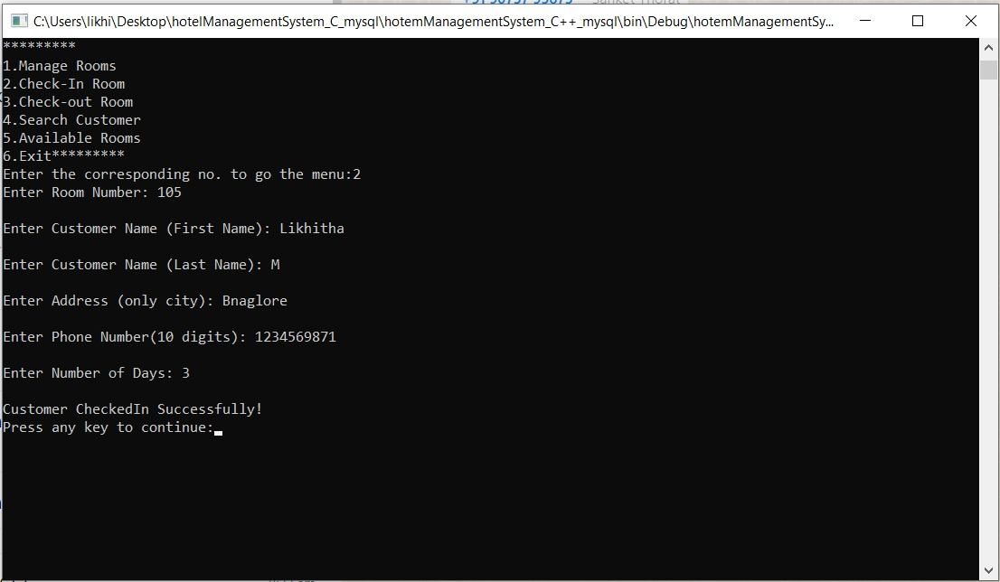 C:\Users\likhi\Desktop\hotelManagementSystem_C_mysql\hotemManagementSystem_C++_mysql\bin\Debug\hotemManagementSy...
*********
1.Manage Rooms
2.Check-In Room
3.Check-out Room
4.Search Customer
5.Available Rooms
6.Exit*********
Enter the corresponding no. to go the menu:2
Enter Room Number: 105
Enter Customer Name (First Name): Likhitha
Enter Customer Name (Last Name): M
Enter Address (only city): Bnaglore
Enter Phone Number(10 digits): 1234569871
Enter Number of Days: 3
Customer CheckedIn Successfully!
Press any key to continue: